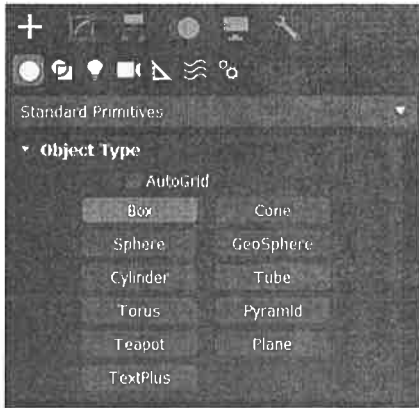 Standard Primitives
Object Type
AutoGrid
Box Cone
Sphere GeoSphere
Cylinder Tube
Torus Pyramid
Teapot Plane
TextPlus